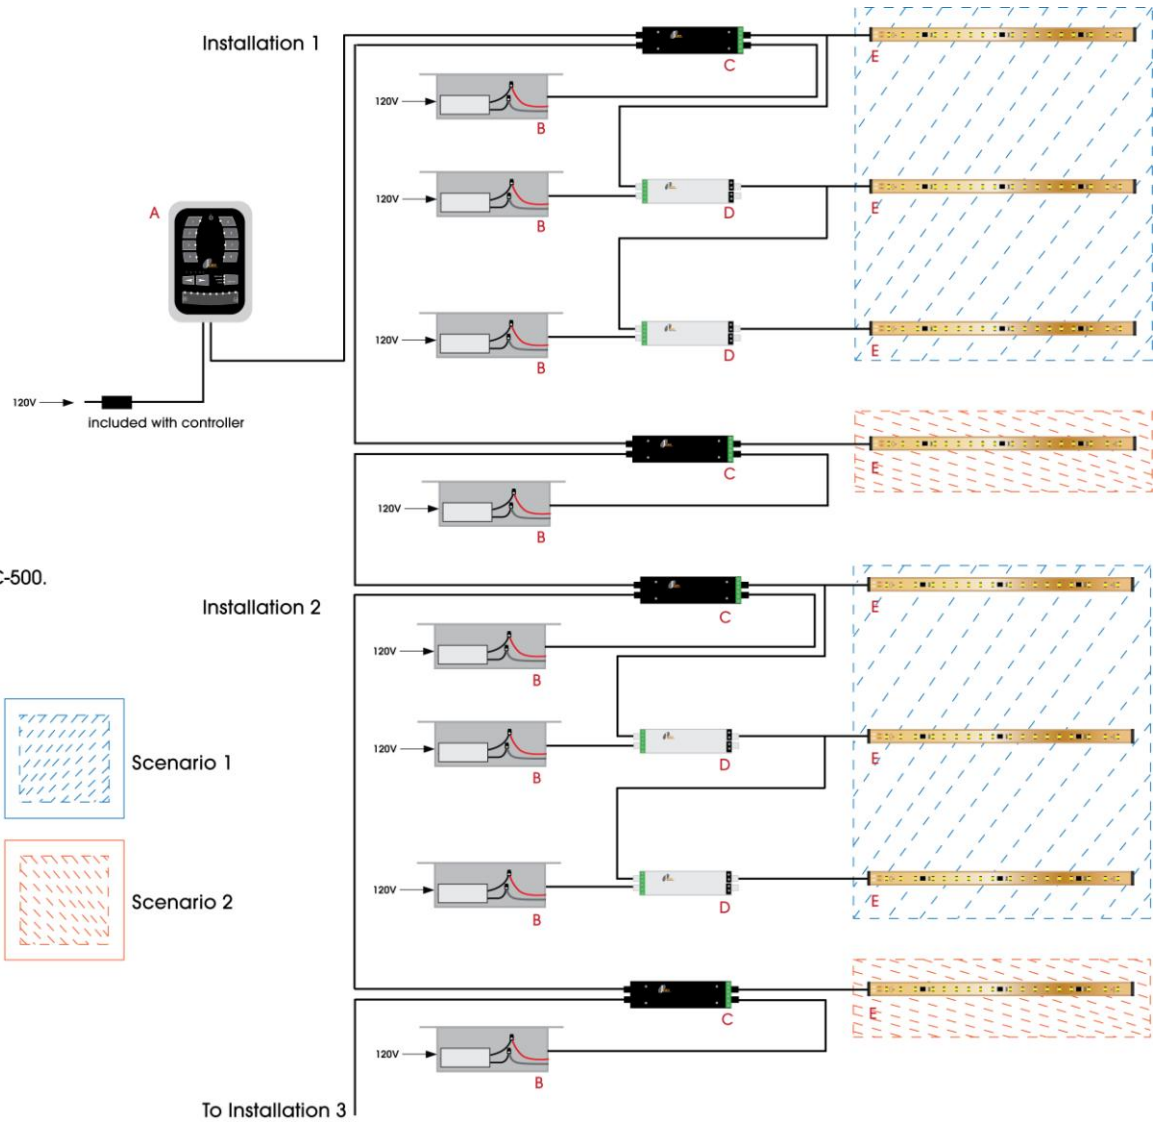 Installation 1
C
E
120V
B
120V
B
D
E
A
120V
B
D
E
120V
included with controller
C
E
120V
B
C-500.
Installation 2
C
E
120V
B
120V
B
D
E
Scenario 1
120V
B
D
E
Scenario 2
C
E
120V
B
To Installation 3